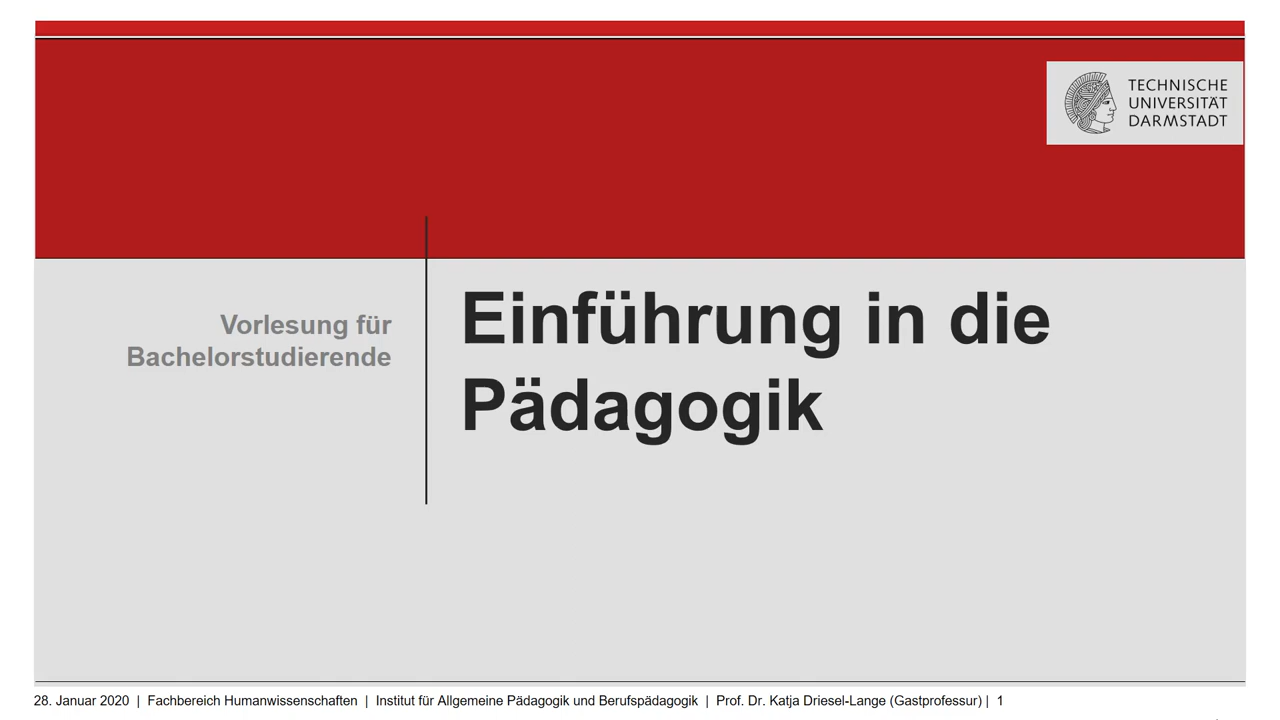 TECHNISCHE
UNIVERSITÄT
DARMSTADT
Vorlesung für
Bachelorstudierende
Einführung in die
Pädagogik
28. Januar 2020 | Fachbereich Humanwissenschaften | Institut für Allgemeine Pädagogik und Berufspädagogik | Prof. Dr. Katja Driesel-Lange (Gastprofessur) | 1